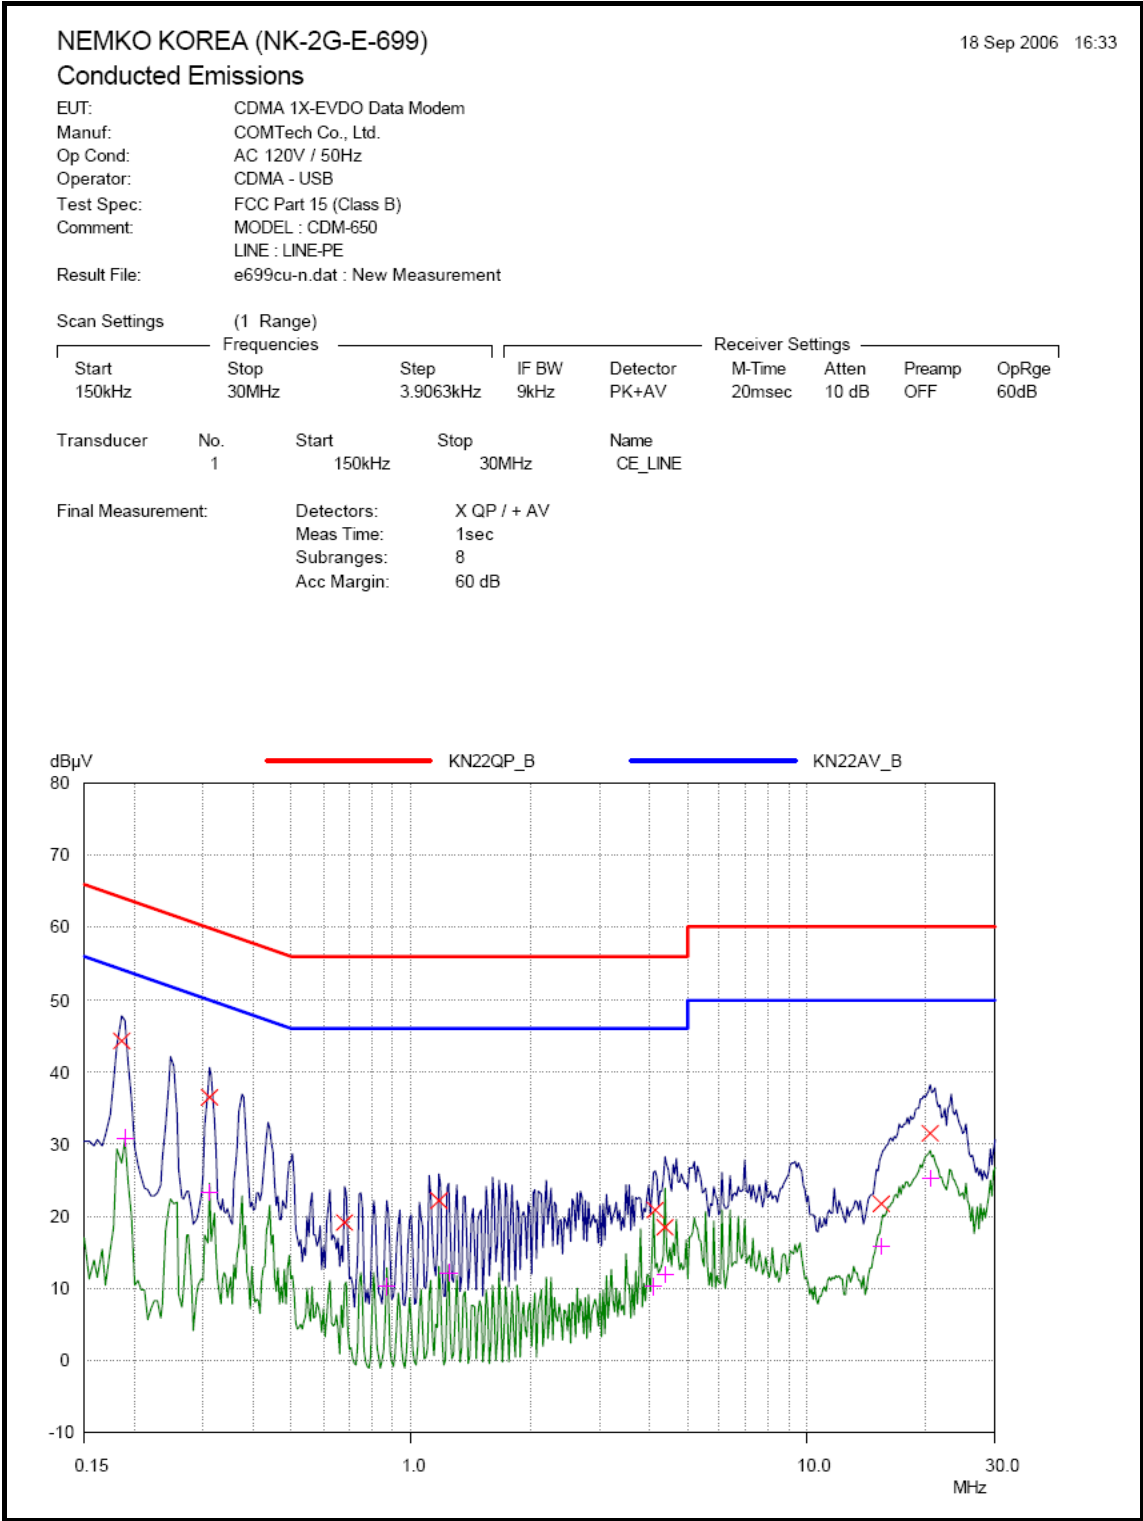 NEMKO KOREA (NK-2G-E-699) 18 Sep 2006 16:33
Conducted Emissions
EUT: CDMA 1X-EVDO Data Modem
Manuf: COMTech Co., Ltd.
Op Cond: AC 120V / 50Hz
Operator: CDMA - USB
Test Spec: FCC Part 15 (Class B)
Comment: MODEL : CDM-650
LINE : LINE-PE
Result File: e699cu-n.dat : New Measurement
Scan Settings (1 Range)
Frequencies Receiver Settings
Start Stop Step IF BW Detector M-Time Atten Preamp OpRge
150kHz 30MHz 3.9063kHz 9kHz PK+AV 20msec 10 dB OFF 60dB
Transducer No. Start Stop Name
1 150kHz 30MHz CE_LINE
Final Measurement: Detectors: X QP / + AV
Meas Time: 1sec
Subranges: 8
Acc Margin: 60 dB
dBµV KN22QP_B KN22AV_B
80
70
60
50
40
30
20
10
0
-10
0.15 1.0 10.0 30.0
MHz